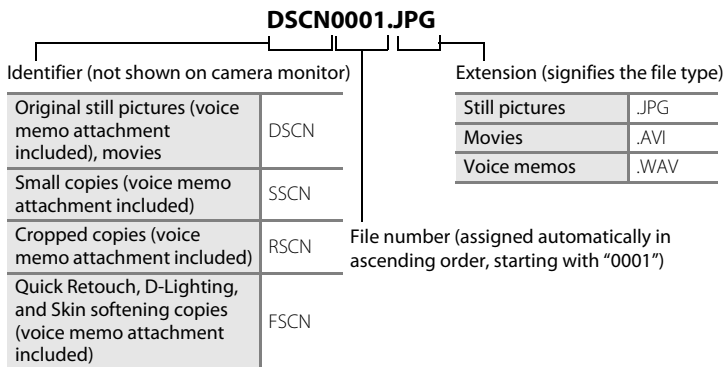 DSCN0001.JPG
Identifier (not shown on camera monitor)
Original still pictures (voice
memo attachment
included), movies
DSCN
Small copies (voice memo
attachment included)
SSCN
Cropped copies (voice
memo attachment included)
RSCN
Quick Retouch, D-Lighting,
and Skin softening copies
(voice memo attachment
included)
FSCN
Extension (signifies the file type)
Still pictures
.JPG
Movies
.AVI
Voice memos
.WAV
File number (assigned automatically in
ascending order, starting with “0001”)